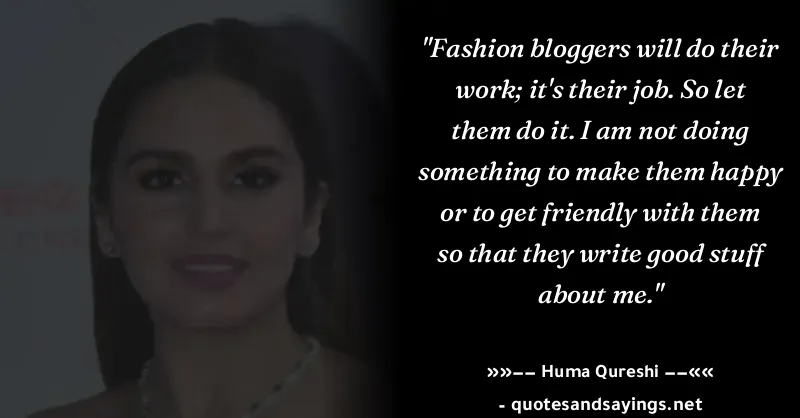 "Fashion bloggers will do their
work; it's their job. So let
them do it. I am not doing
something to make them happy
or to get friendly with them
so that they write good stuff
about me."
»»−− Huma Qureshi −−««
- quotesandsayings.net